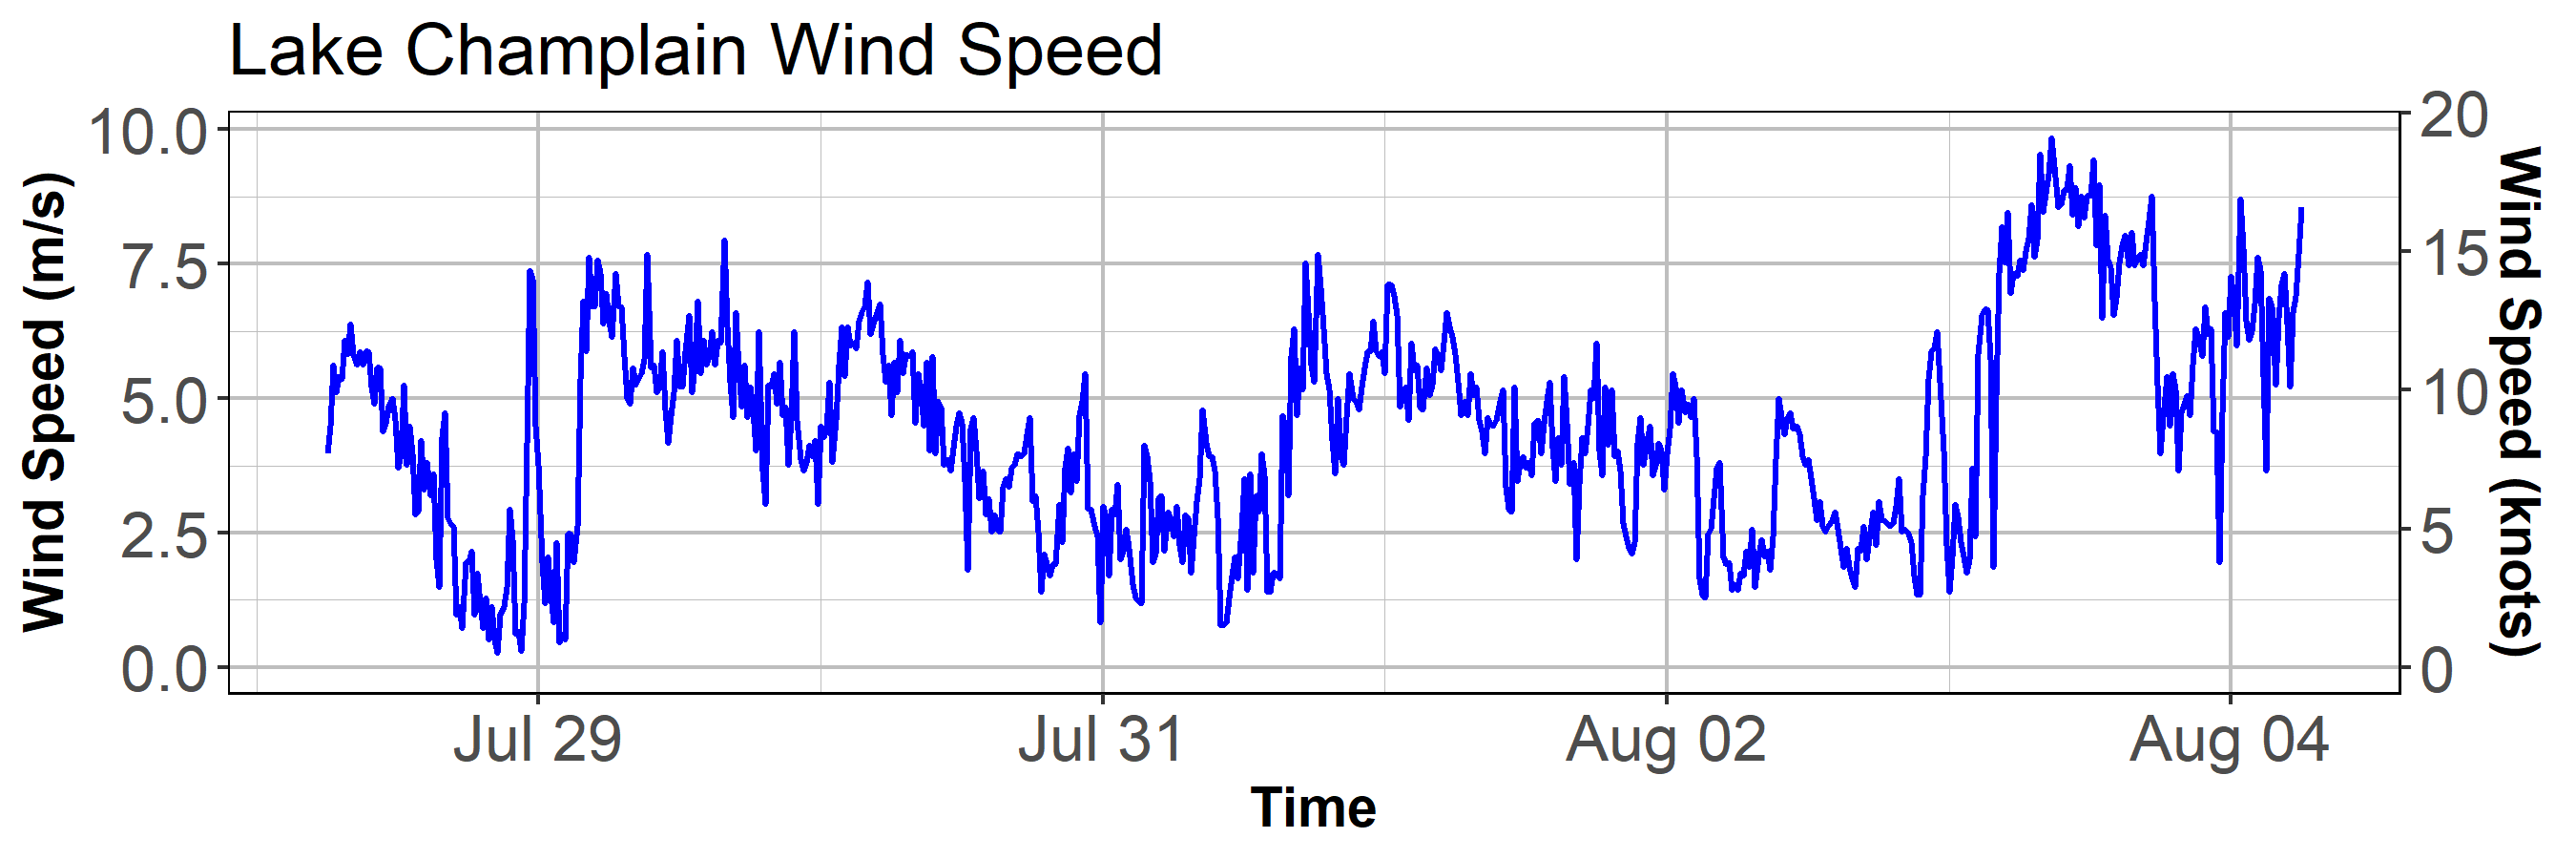 Lake Champlain Wind Speed
10.0
7.5
5.0
2.5
0.0
Wind Speed (m/s)
20
15
10
5
0
Wind Speed (knots)
Jul 29
Jul 31
Aug 02
Aug 04
Time